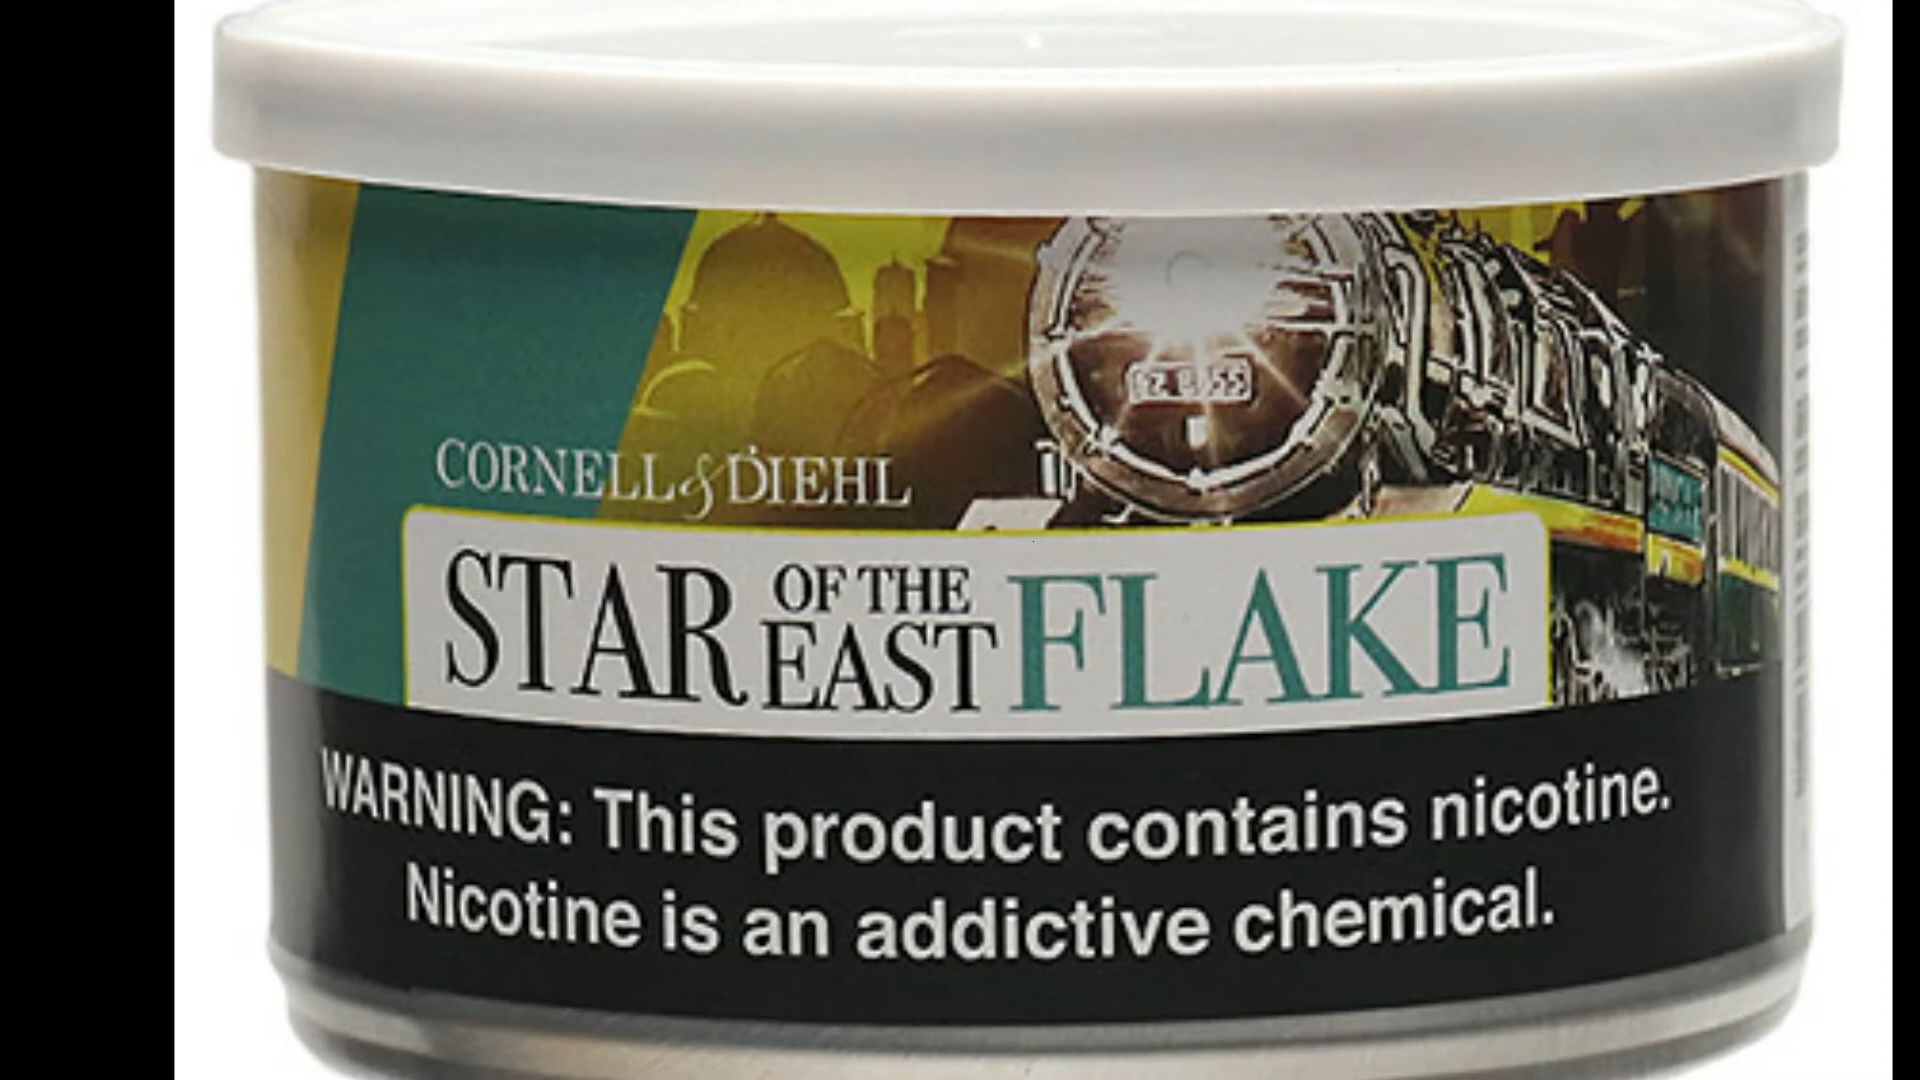 CORNELL & DIEHL
STAR OF THE EAST FLAKE
WARNING: This product contains nicotine.
Nicotine is an addictive chemical.